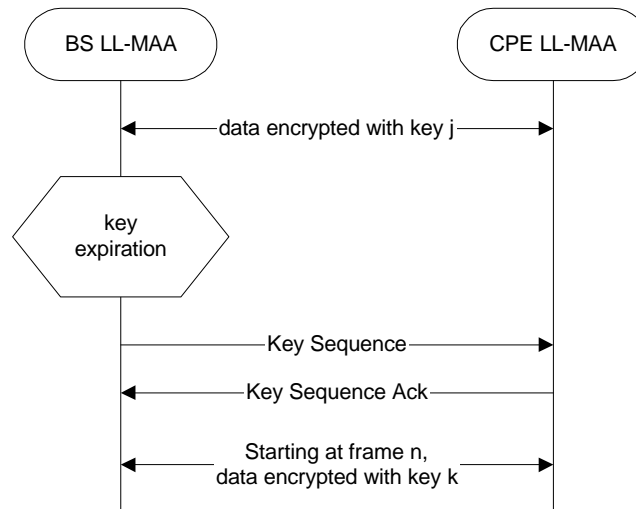 BS LL-MAA
CPE LL-MAA
data encrypted with key j
key
expiration
Key Sequence
Key Sequence Ack
Starting at frame n,
data encrypted with key k